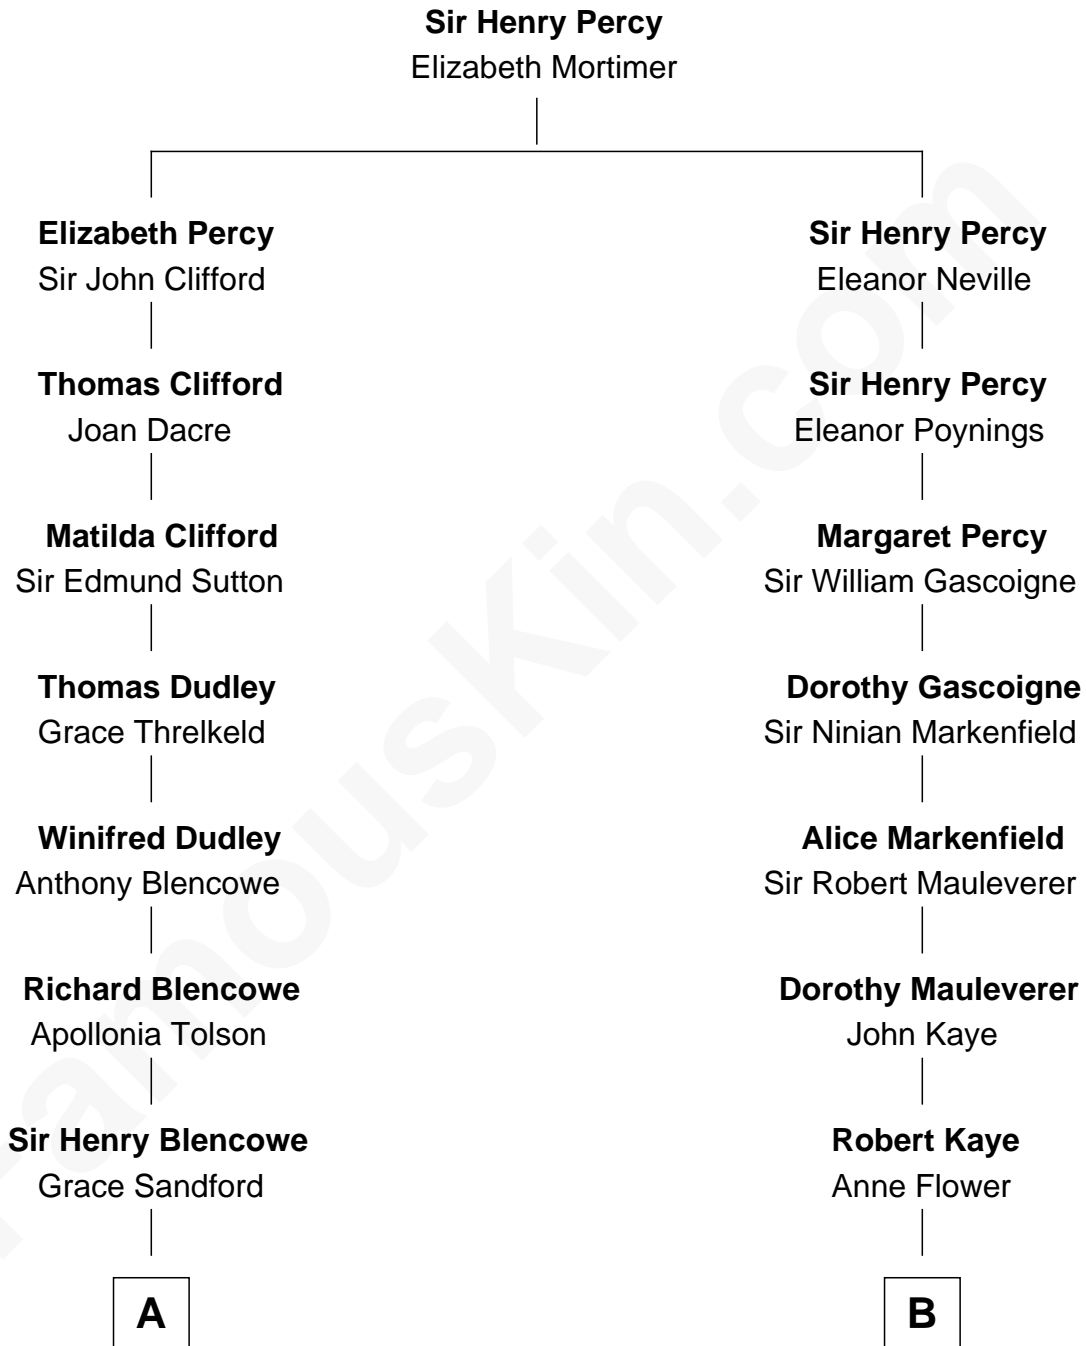 Sir Henry Percy
Elizabeth Mortimer
Elizabeth Percy
Sir John Clifford
Sir Henry Percy
Eleanor Neville
Thomas Clifford
Joan Dacre
Sir Henry Percy
Eleanor Poynings
Matilda Clifford
Sir Edmund Sutton
Margaret Percy
Sir William Gascoigne
Thomas Dudley
Grace Threlkeld
Dorothy Gascoigne
Sir Ninian Markenfield
Winifred Dudley
Anthony Blencowe
Alice Markenfield
Sir Robert Mauleverer
Richard Blencowe
Apollonia Tolson
Dorothy Mauleverer
John Kaye
Sir Henry Blencowe
Grace Sandford
Robert Kaye
Anne Flower
A
B
FamousKin.com